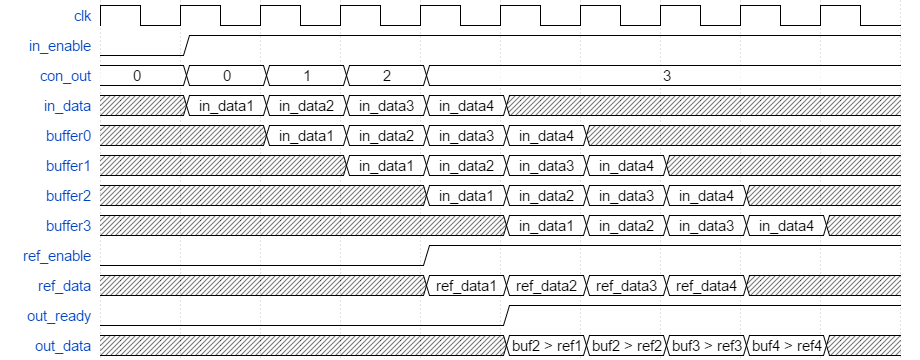 clk
in_enable
con_out 0 0 1 2 3
in_data in_data1 in_data2 in_data3 in_data4
buffer0 in_data1 in_data2 in_data3 in_data4
buffer1 in_data1 in_data2 in_data3 in_data4
buffer2 in_data1 in_data2 in_data3 in_data4
buffer3 in_data1 in_data2 in_data3 in_data4
ref_enable
ref_data ref_data1 ref_data2 ref_data3 ref_data4
out_ready
out_data buf2 > ref1 buf2 > ref2 buf3 > ref3 buf4 > ref4